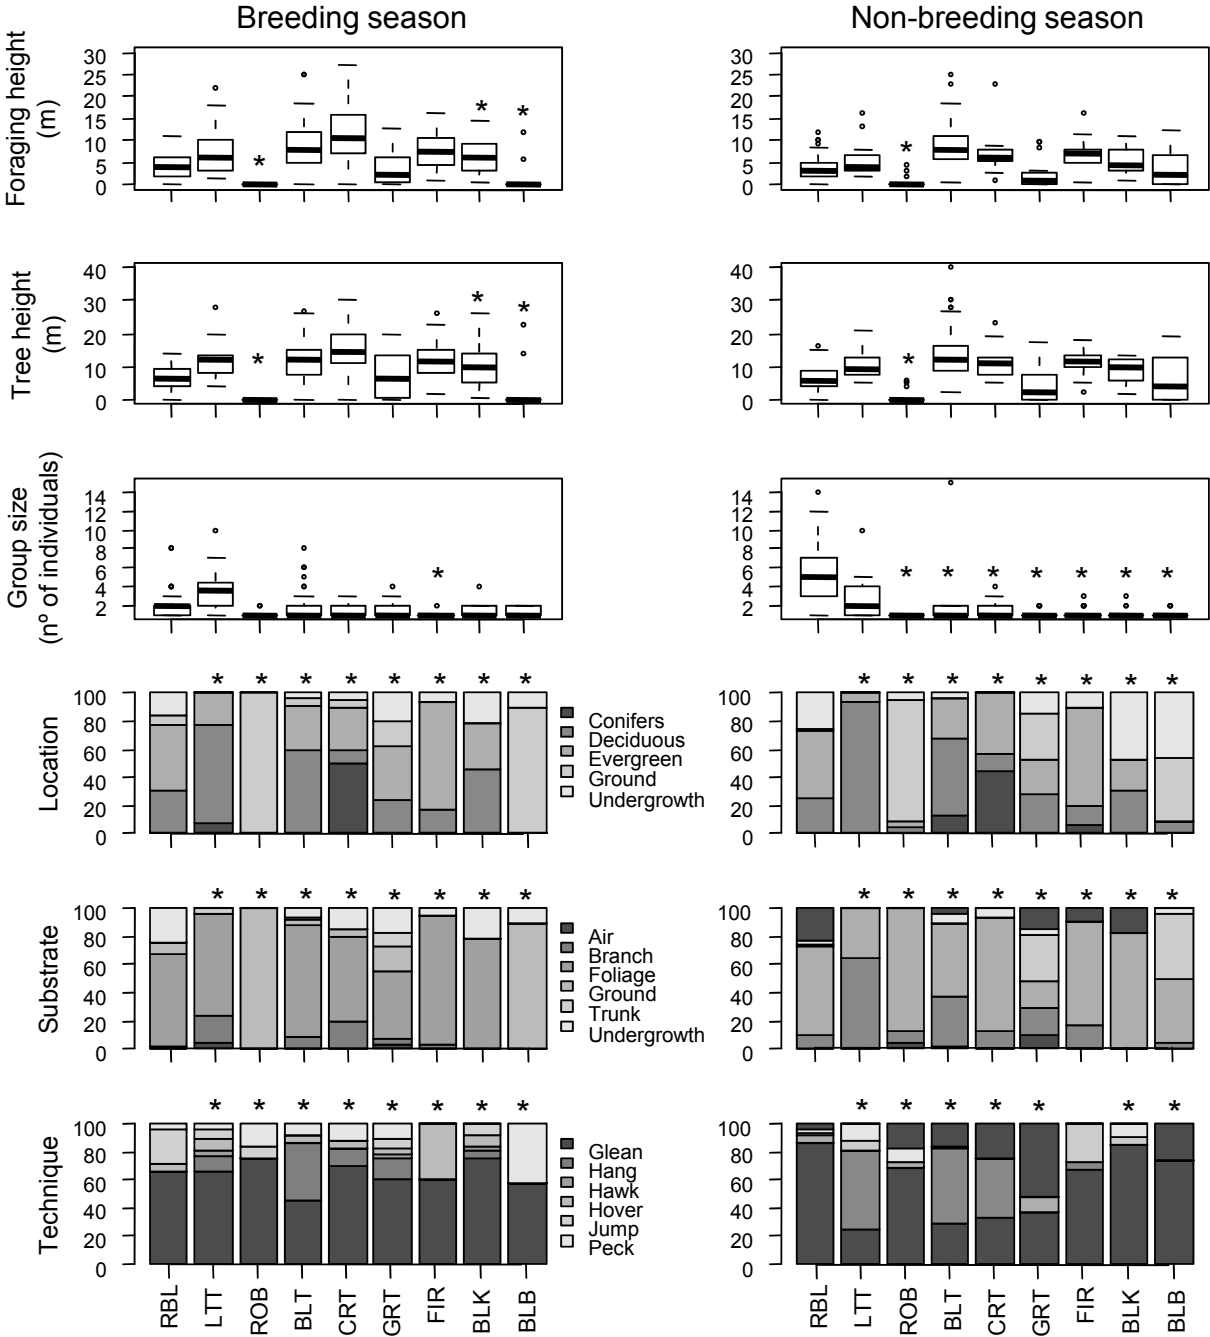 Breeding season
Non-breeding season
Foraging height
(m)
30
25
20
15
10
5
0
*
*
*
30
25
20
15
10
5
0
*
Tree height
(m)
40
30
20
10
0
*
*
*
40
30
20
10
0
*
Group size
(nº of individuals)
14
12
10
8
6
4
2
*
14
12
10
8
6
4
2
* * * * * * *
Location
100
80
60
40
20
0
* * * * * * * *
Conifers
Deciduous
Evergreen
Ground
Undergrowth
100
80
60
40
20
0
* * * * * * * *
Substrate
100
80
60
40
20
0
* * * * * * * *
Air
Branch
Foliage
Ground
Trunk
Undergrowth
100
80
60
40
20
0
* * * * * * * *
Technique
100
80
60
40
20
0
* * * * * * * *
Glean
Hang
Hawk
Hover
Jump
Peck
100
80
60
40
20
0
* * * * * * *
RBL LTT ROB BLT CRT GRT FIR BLK BLB
RBL LTT ROB BLT CRT GRT FIR BLK BLB